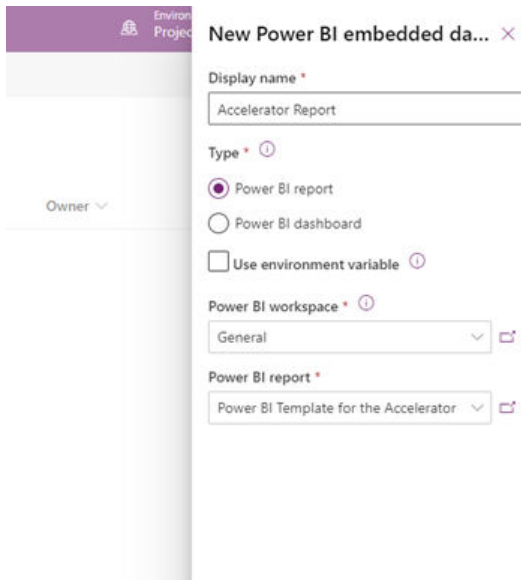 Environ
Projec
New Power BI embedded da...
Display name *
Accelerator Report
Type *
Power BI report
Power BI dashboard
Use environment variable
Power BI workspace *
General
Power BI report *
Power BI Template for the Accelerator
Owner